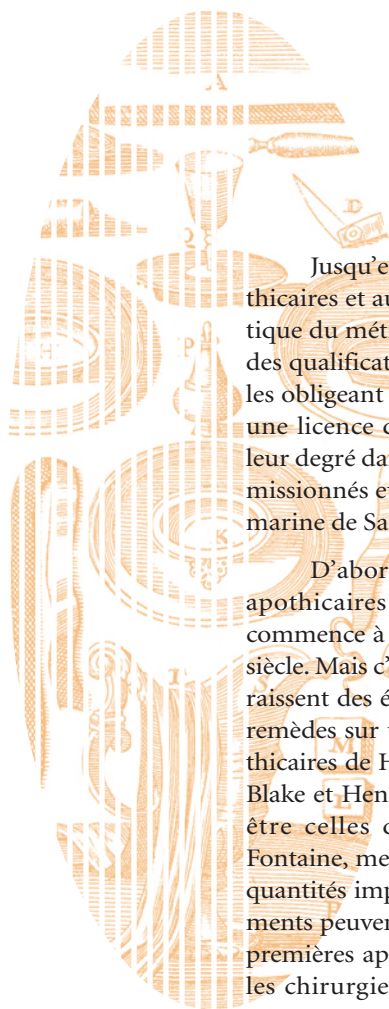 A
D
Jusqu’e
thicaires et au
tique du mét
des qualificat
les obligeant
une licence d
leur degré da
missionnés e
marine de Sa
D’abor
apothicaires
commence à
siècle. Mais c’
raissent des é
remèdes sur
thicaires de H
Blake et Hen
être celles d
Fontaine, me
quantités imp
ments peuver
premières ap
les chirurgie
H
P
K
I
S
M
L